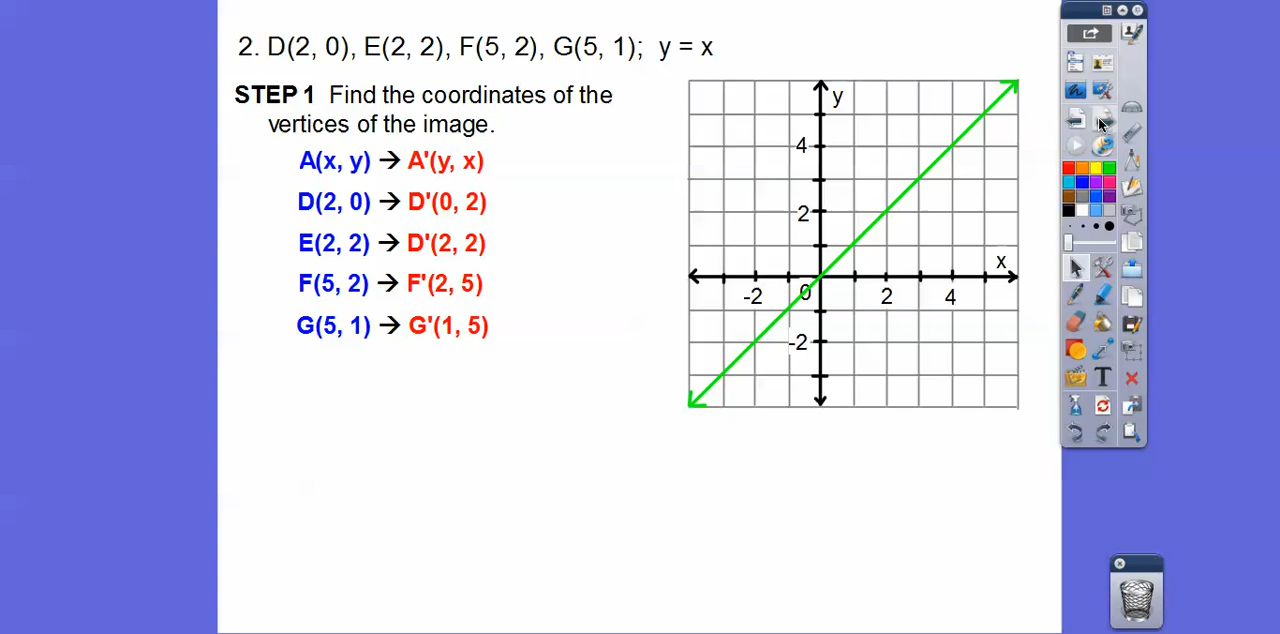 2. D(2, 0), E(2, 2), F(5, 2), G(5, 1);  y = x
STEP 1  Find the coordinates of the
vertices of the image.
A(x, y) → A'(y, x)
D(2, 0) → D'(0, 2)
E(2, 2) → D'(2, 2)
F(5, 2) → F'(2, 5)
G(5, 1) → G'(1, 5)
y
4
2
x
-2 0 2 4
-2
T